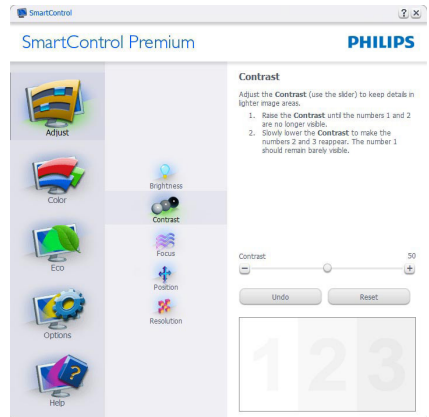 SmartControl
SmartControl Premium
PHILIPS
Adjust
Color
Eco
Options
Help
Brightness
Contrast
Focus
Position
Resolution
Contrast
Adjust the Contrast (use the slider) to keep details in
lighter image areas.
1. Raise the Contrast until the numbers 1 and 2
are no longer visible.
2. Slowly lower the Contrast to make the
numbers 2 and 3 reappear. The number 1
should remain barely visible.
Contrast 50
Undo Reset
1 2 3